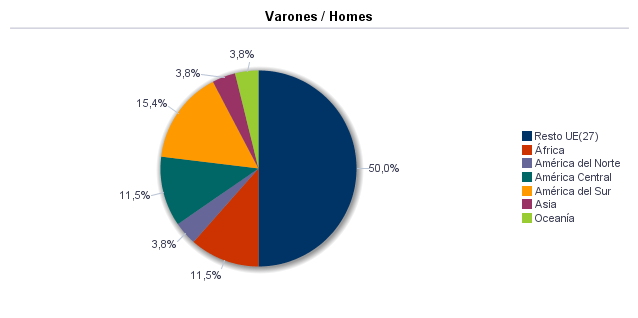 Varones / Homes
3,8%
3,8%
15,4%
50,0%
11,5%
3,8%
11,5%
Resto UE(27)
África
América del Norte
América Central
América del Sur
Asia
Oceanía